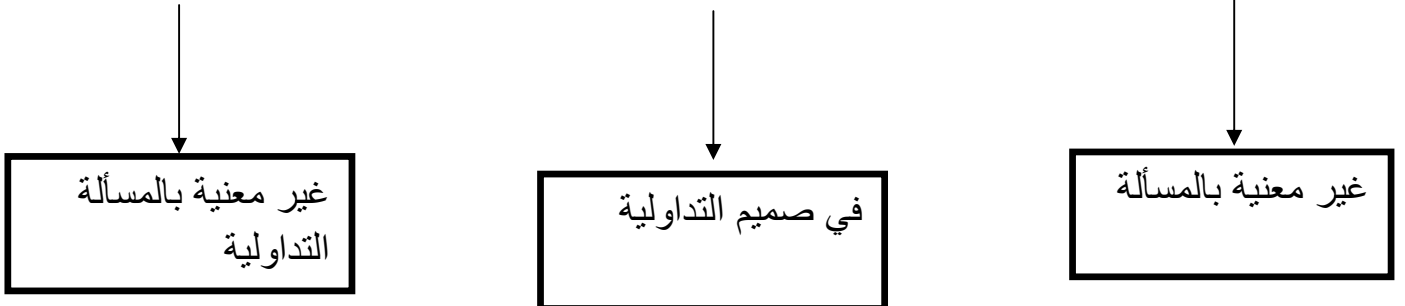 غير معنية بالمسألة
في صميم التداولية
غير معنية بالمسألة
التداولية